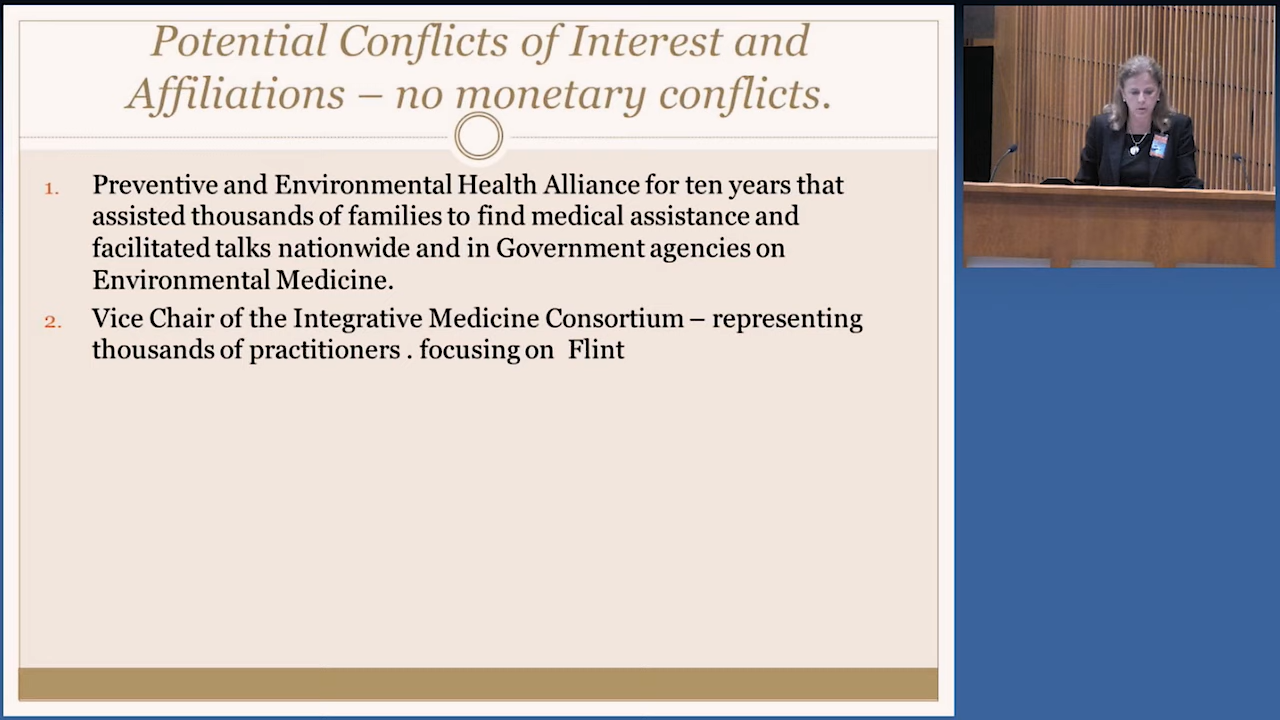 Potential Conflicts of Interest and
Affiliations – no monetary conflicts.
1. Preventive and Environmental Health Alliance for ten years that
assisted thousands of families to find medical assistance and
facilitated talks nationwide and in Government agencies on
Environmental Medicine.
2. Vice Chair of the Integrative Medicine Consortium – representing
thousands of practitioners . focusing on  Flint